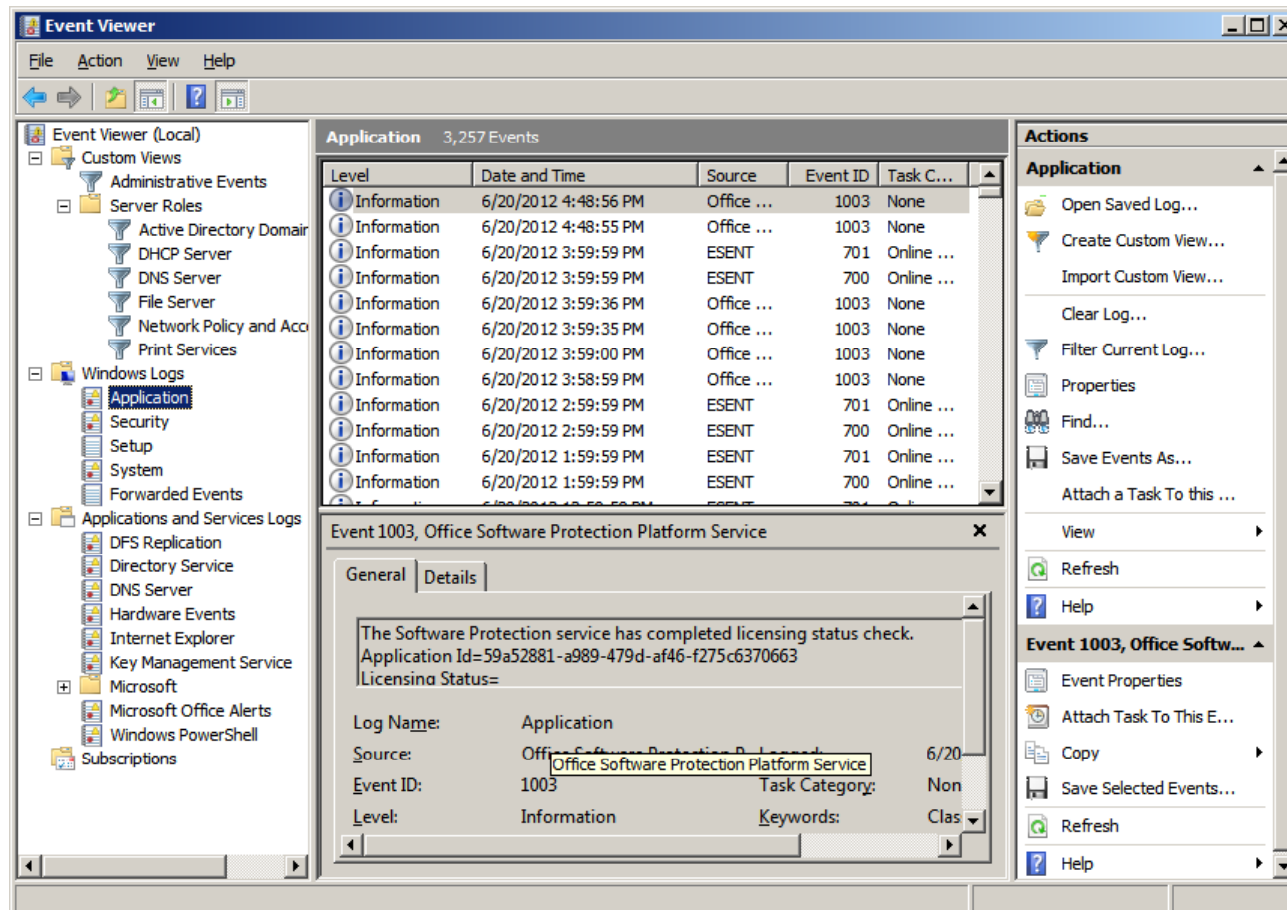 Event Viewer
File Action View Help
Event Viewer (Local)
Custom Views
Administrative Events
Server Roles
Active Directory Domain
DHCP Server
DNS Server
File Server
Network Policy and Acce
Print Services
Windows Logs
Application
Security
Setup
System
Forwarded Events
Applications and Services Logs
DFS Replication
Directory Service
DNS Server
Hardware Events
Internet Explorer
Key Management Service
Microsoft
Microsoft Office Alerts
Windows PowerShell
Subscriptions
Application 3,257 Events
Level Date and Time Source Event ID Task C...
Information 6/20/2012 4:48:56 PM Office ... 1003 None
Information 6/20/2012 4:48:55 PM Office ... 1003 None
Information 6/20/2012 3:59:59 PM ESENT 701 Online ...
Information 6/20/2012 3:59:59 PM ESENT 700 Online ...
Information 6/20/2012 3:59:36 PM Office ... 1003 None
Information 6/20/2012 3:59:35 PM Office ... 1003 None
Information 6/20/2012 3:59:00 PM Office ... 1003 None
Information 6/20/2012 3:58:59 PM Office ... 1003 None
Information 6/20/2012 2:59:59 PM ESENT 701 Online ...
Information 6/20/2012 2:59:59 PM ESENT 700 Online ...
Information 6/20/2012 1:59:59 PM ESENT 701 Online ...
Information 6/20/2012 1:59:59 PM ESENT 700 Online ...
Event 1003, Office Software Protection Platform Service
General Details
The Software Protection service has completed licensing status check.
Application Id=59a52881-a989-479d-af46-f275c6370663
Licensing Status=
Log Name: Application
Source: Office Software Protection P... Logged: 6/20
Office Software Protection Platform Service
Event ID: 1003 Task Category: Non
Level: Information Keywords: Clas
Actions
Application
Open Saved Log...
Create Custom View...
Import Custom View...
Clear Log...
Filter Current Log...
Properties
Find...
Save Events As...
Attach a Task To this ...
View
Refresh
Help
Event 1003, Office Softw...
Event Properties
Attach Task To This E...
Copy
Save Selected Events...
Refresh
Help